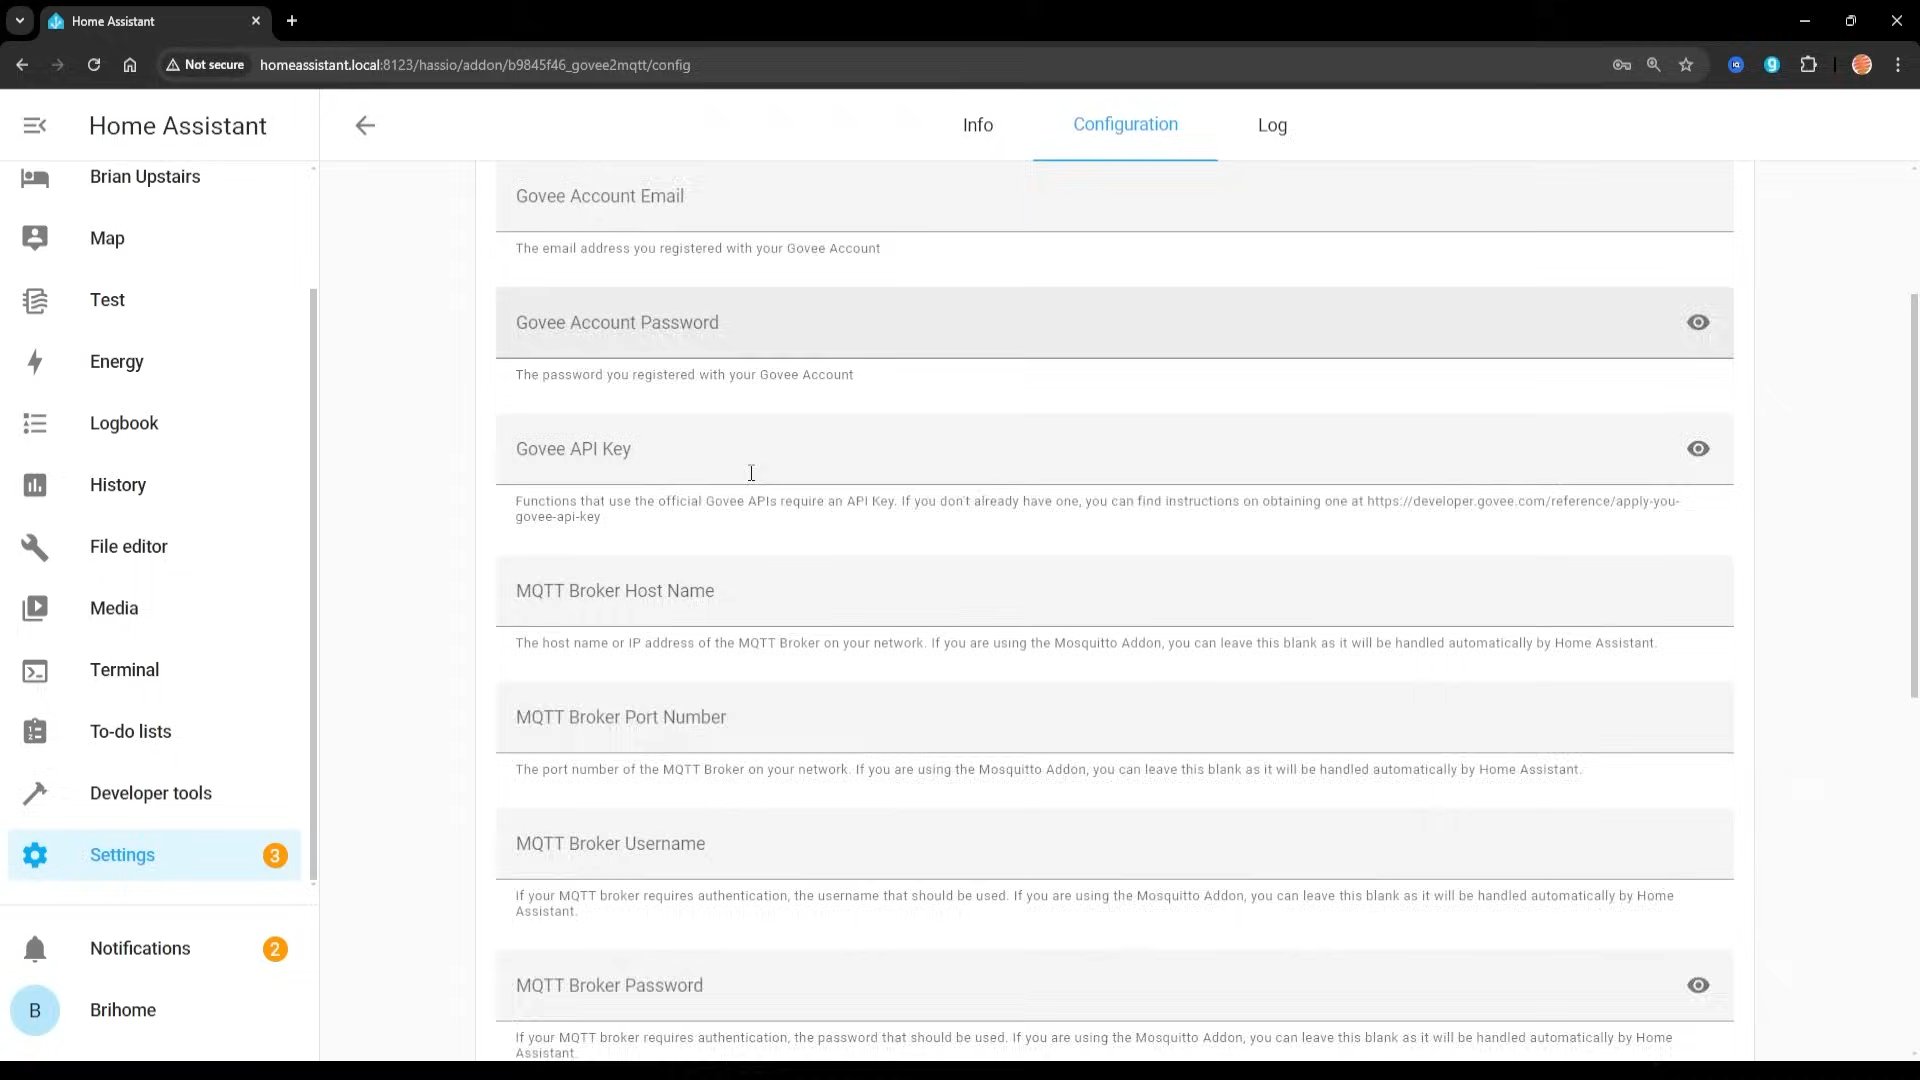 Home Assistant
Not secure
homeassistant.local:8123/hassio/addon/b9845f46_govee2mqtt/config
Home Assistant
Info
Configuration
Log
Brian Upstairs
Map
Test
Energy
Logbook
History
File editor
Media
Terminal
To-do lists
Developer tools
Settings
3
Notifications
2
B
Brihome
Govee Account Email
The email address you registered with your Govee Account
Govee Account Password
The password you registered with your Govee Account
Govee API Key
Functions that use the official Govee APIs require an API Key. If you don't already have one, you can find instructions on obtaining one at https://developer.govee.com/reference/apply-you-
govee-api-key
MQTT Broker Host Name
The host name or IP address of the MQTT Broker on your network. If you are using the Mosquitto Addon, you can leave this blank as it will be handled automatically by Home Assistant.
MQTT Broker Port Number
The port number of the MQTT Broker on your network. If you are using the Mosquitto Addon, you can leave this blank as it will be handled automatically by Home Assistant.
MQTT Broker Username
If your MQTT broker requires authentication, the username that should be used. If you are using the Mosquitto Addon, you can leave this blank as it will be handled automatically by Home
Assistant.
MQTT Broker Password
If your MQTT broker requires authentication, the password that should be used. If you are using the Mosquitto Addon, you can leave this blank as it will be handled automatically by Home
Assistant.